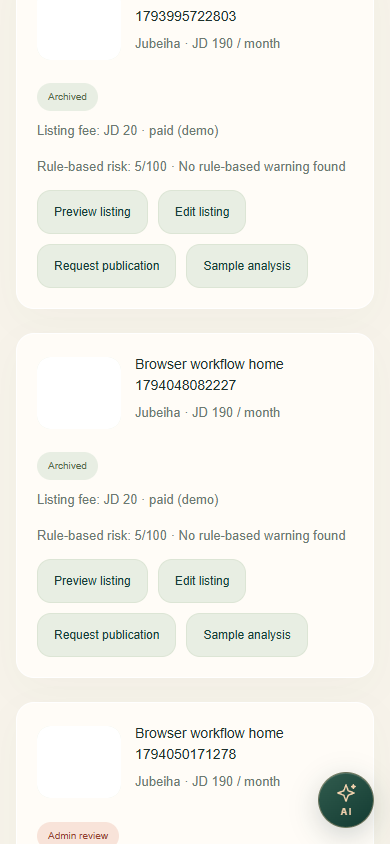 1793995722803
Jubeiha · JD 190 / month
Archived
Listing fee: JD 20 · paid (demo)
Rule-based risk: 5/100 · No rule-based warning found
Preview listing
Edit listing
Request publication
Sample analysis
Browser workflow home
1794048082227
Jubeiha · JD 190 / month
Archived
Listing fee: JD 20 · paid (demo)
Rule-based risk: 5/100 · No rule-based warning found
Preview listing
Edit listing
Request publication
Sample analysis
Browser workflow home
1794050171278
Jubeiha · JD 190 / month
AI
Admin review